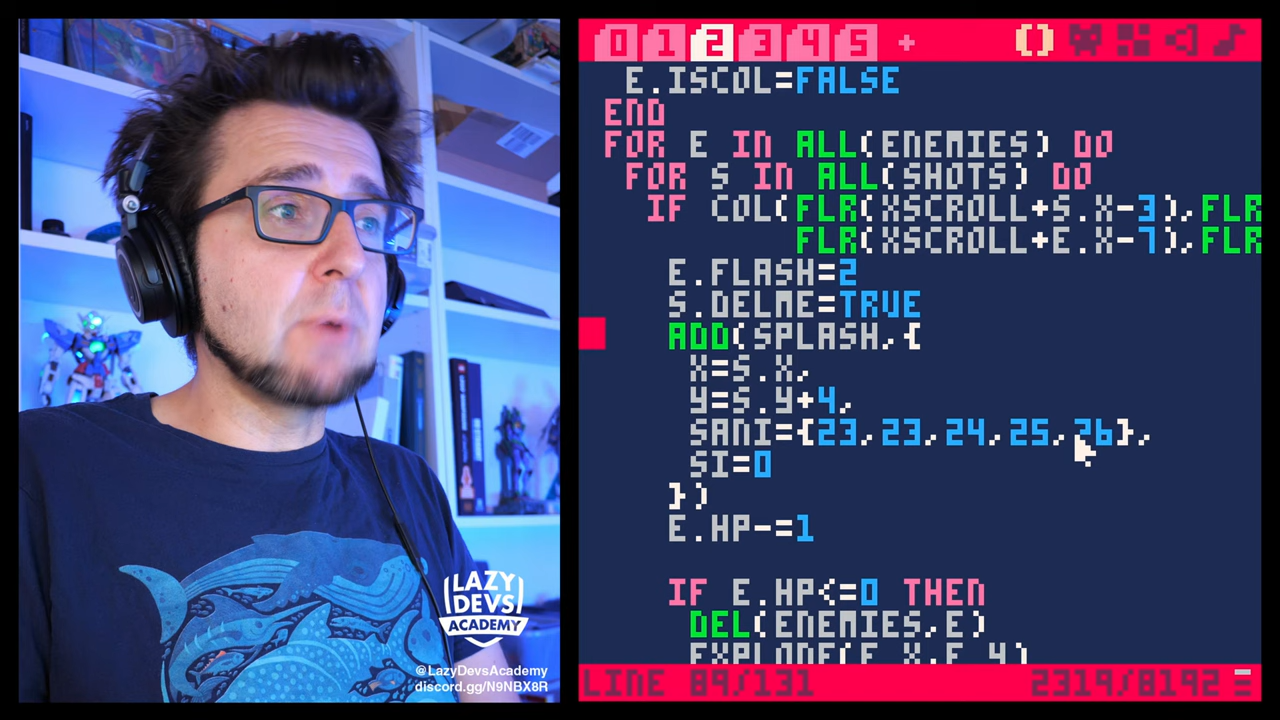 LAZY
DEVS
ACADEMY
@LazyDevsAcademy
discord.gg/N9NBX8R
0 1 2 3 4 5 +
E.ISCOL=FALSE
END
FOR E IN ALL(ENEMIES) DO
FOR S IN ALL(SHOTS) DO
IF COL(FLR(XSCROLL+S.X-3),FLR
FLR(XSCROLL+E.X-7),FLR
E.FLASH=2
S.DELME=TRUE
ADD(SPLASH,{
X=S.X,
Y=S.Y+4,
SANI={23,23,24,25,26},
SI=0
})
E.HP-=1
IF E.HP<=0 THEN
DEL(ENEMIES,E)
EXPLODE(E.X,E.Y)
LINE 89/131
2319/8192